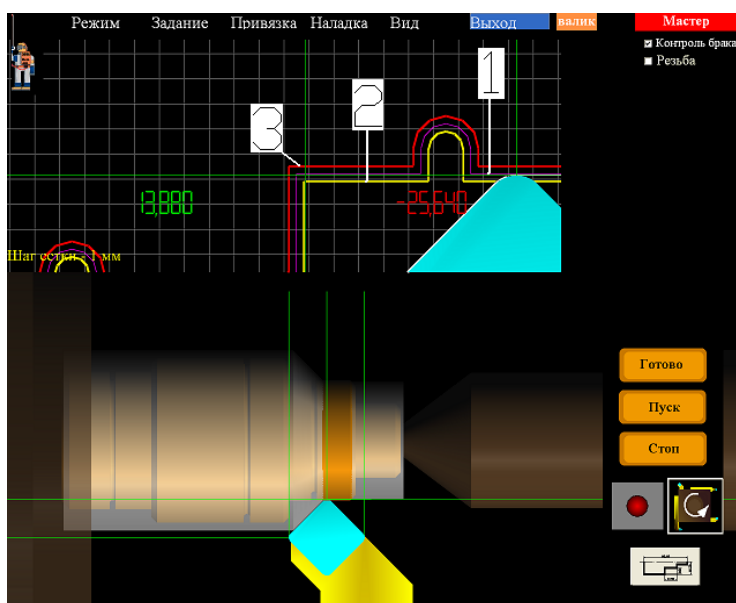 Режим Задание Привязка Наладка Вид Выход валик Мастер
Контроль брака
Резьба
1
2
3
13,880 -25,640
Шаг сетки - 1 мм
Готово
Пуск
Стоп